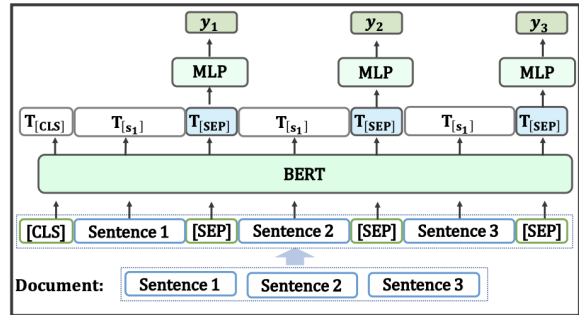 y₁ y₂ y₃
MLP MLP MLP
T[CLS] T[s₁] T[SEP] T[s₁] T[SEP] T[s₁] T[SEP]
BERT
[CLS] Sentence 1 [SEP] Sentence 2 [SEP] Sentence 3 [SEP]
Document: Sentence 1 Sentence 2 Sentence 3